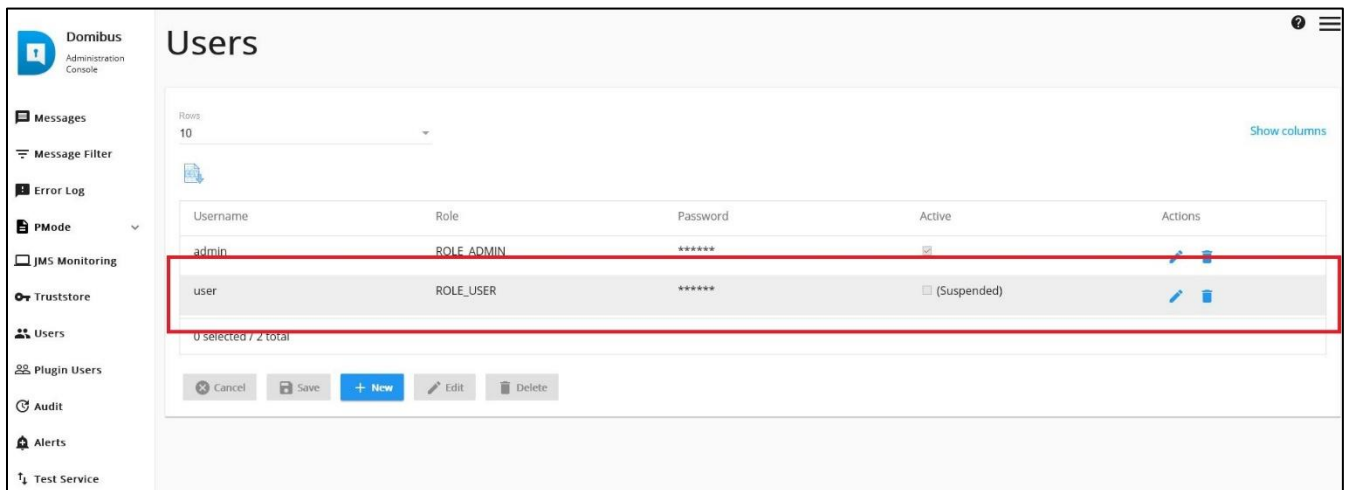 Domibus
Administration
Console
Users
Messages
Message Filter
Error Log
PMode
JMS Monitoring
Truststore
Users
Plugin Users
Audit
Alerts
Test Service
Rows
10
Show columns
Username Role Password Active Actions
admin ROLE_ADMIN ******
user ROLE_USER ****** (Suspended)
0 selected / 2 total
Cancel Save + New Edit Delete